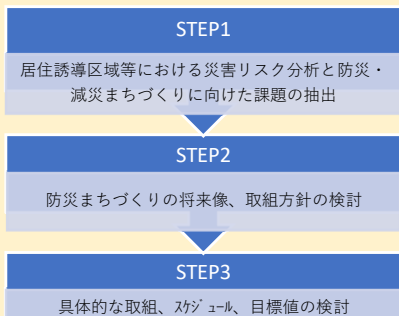 STEP1
居住誘導区域等における災害リスク分析と防災・
減災まちづくりに向けた課題の抽出
STEP2
防災まちづくりの将来像、取組方針の検討
STEP3
具体的な取組、ｽｹｼﾞｭｰﾙ、目標値の検討